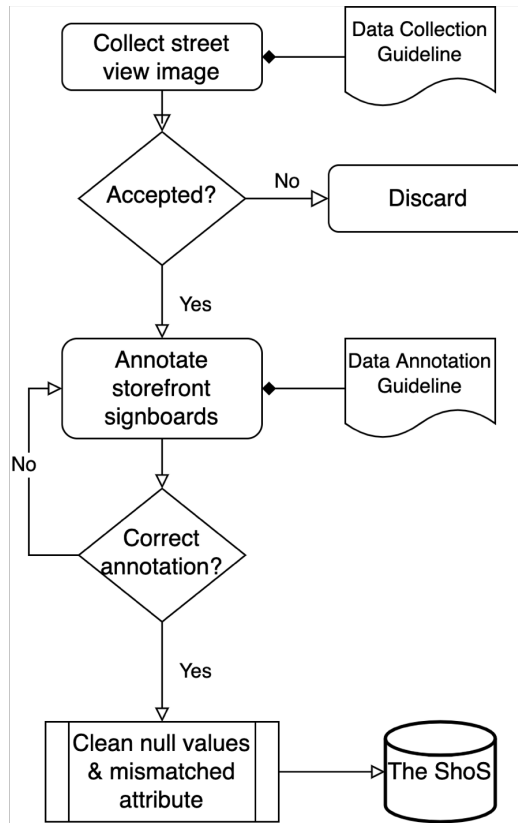 Collect street
view image
Data Collection
Guideline
Accepted?
No
Discard
Yes
Annotate
storefront
signboards
Data Annotation
Guideline
No
Correct
annotation?
Yes
Clean null values
& mismatched
attribute
The ShoS